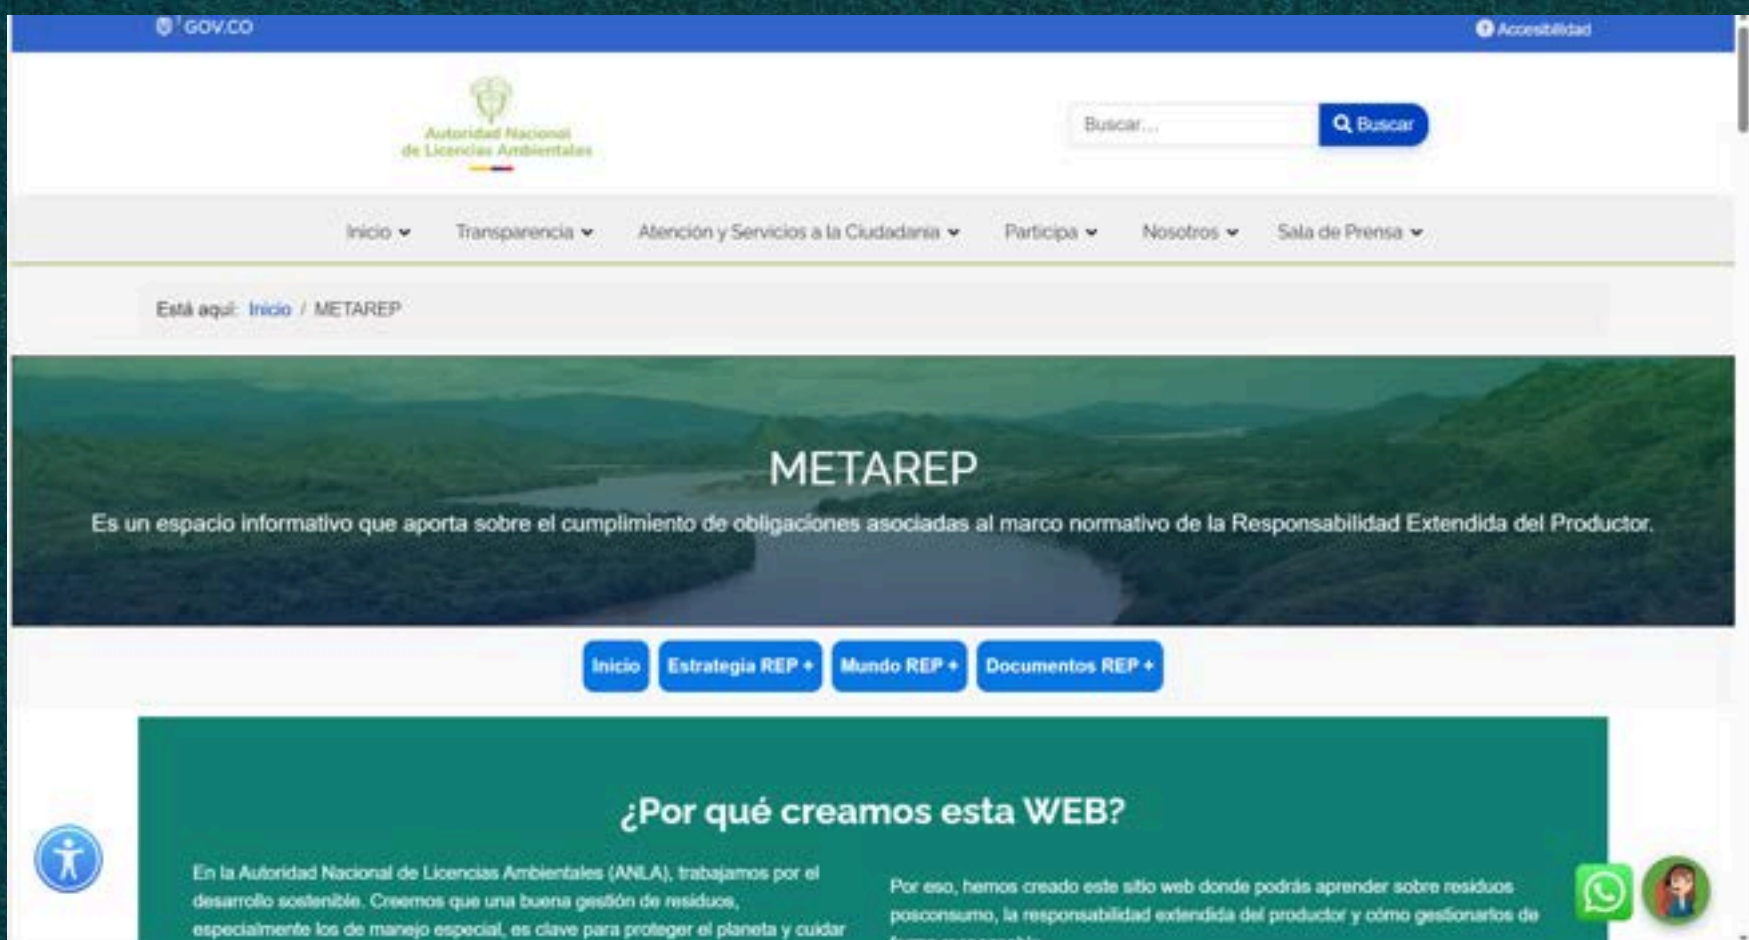 GOV.CO
Accesibilidad
Autoridad Nacional
de Licencias Ambientales
Buscar...
Buscar
Inicio
Transparencia
Atención y Servicios a la Ciudadanía
Participa
Nosotros
Sala de Prensa
Está aquí: Inicio / METAREP
METAREP
Es un espacio informativo que aporta sobre el cumplimiento de obligaciones asociadas al marco normativo de la Responsabilidad Extendida del Productor.
Inicio
Estrategia REP +
Mundo REP +
Documentos REP +
¿Por qué creamos esta WEB?
En la Autoridad Nacional de Licencias Ambientales (ANLA), trabajamos por el
desarrollo sostenible. Creemos que una buena gestión de residuos,
especialmente los de manejo especial, es clave para proteger el planeta y cuidar
Por eso, hemos creado este sitio web donde podrás aprender sobre residuos
posconsumo, la responsabilidad extendida del productor y cómo gestionarlos de